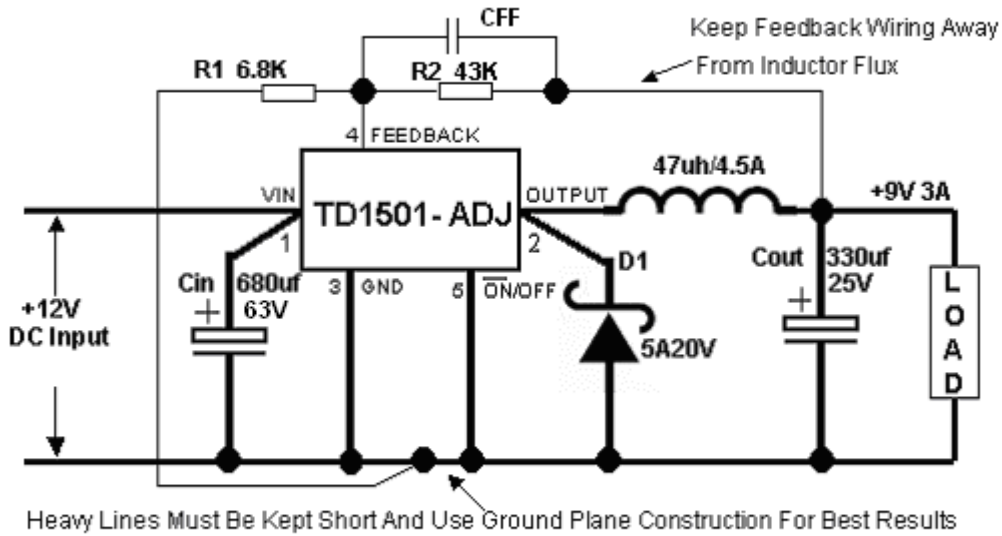 CFF
Keep Feedback Wiring Away
From Inductor Flux
R1 6.8K
R2 43K
4 FEEDBACK
47uh/4.5A
VIN
OUTPUT
+9V 3A
TD1501- ADJ
1
2
D1
Cin
680uf
63V
3 GND
5 ON/OFF
Cout
330uf
25V
+
+
+12V
DC Input
5A20V
L
O
A
D
Heavy Lines Must Be Kept Short And Use Ground Plane Construction For Best Results